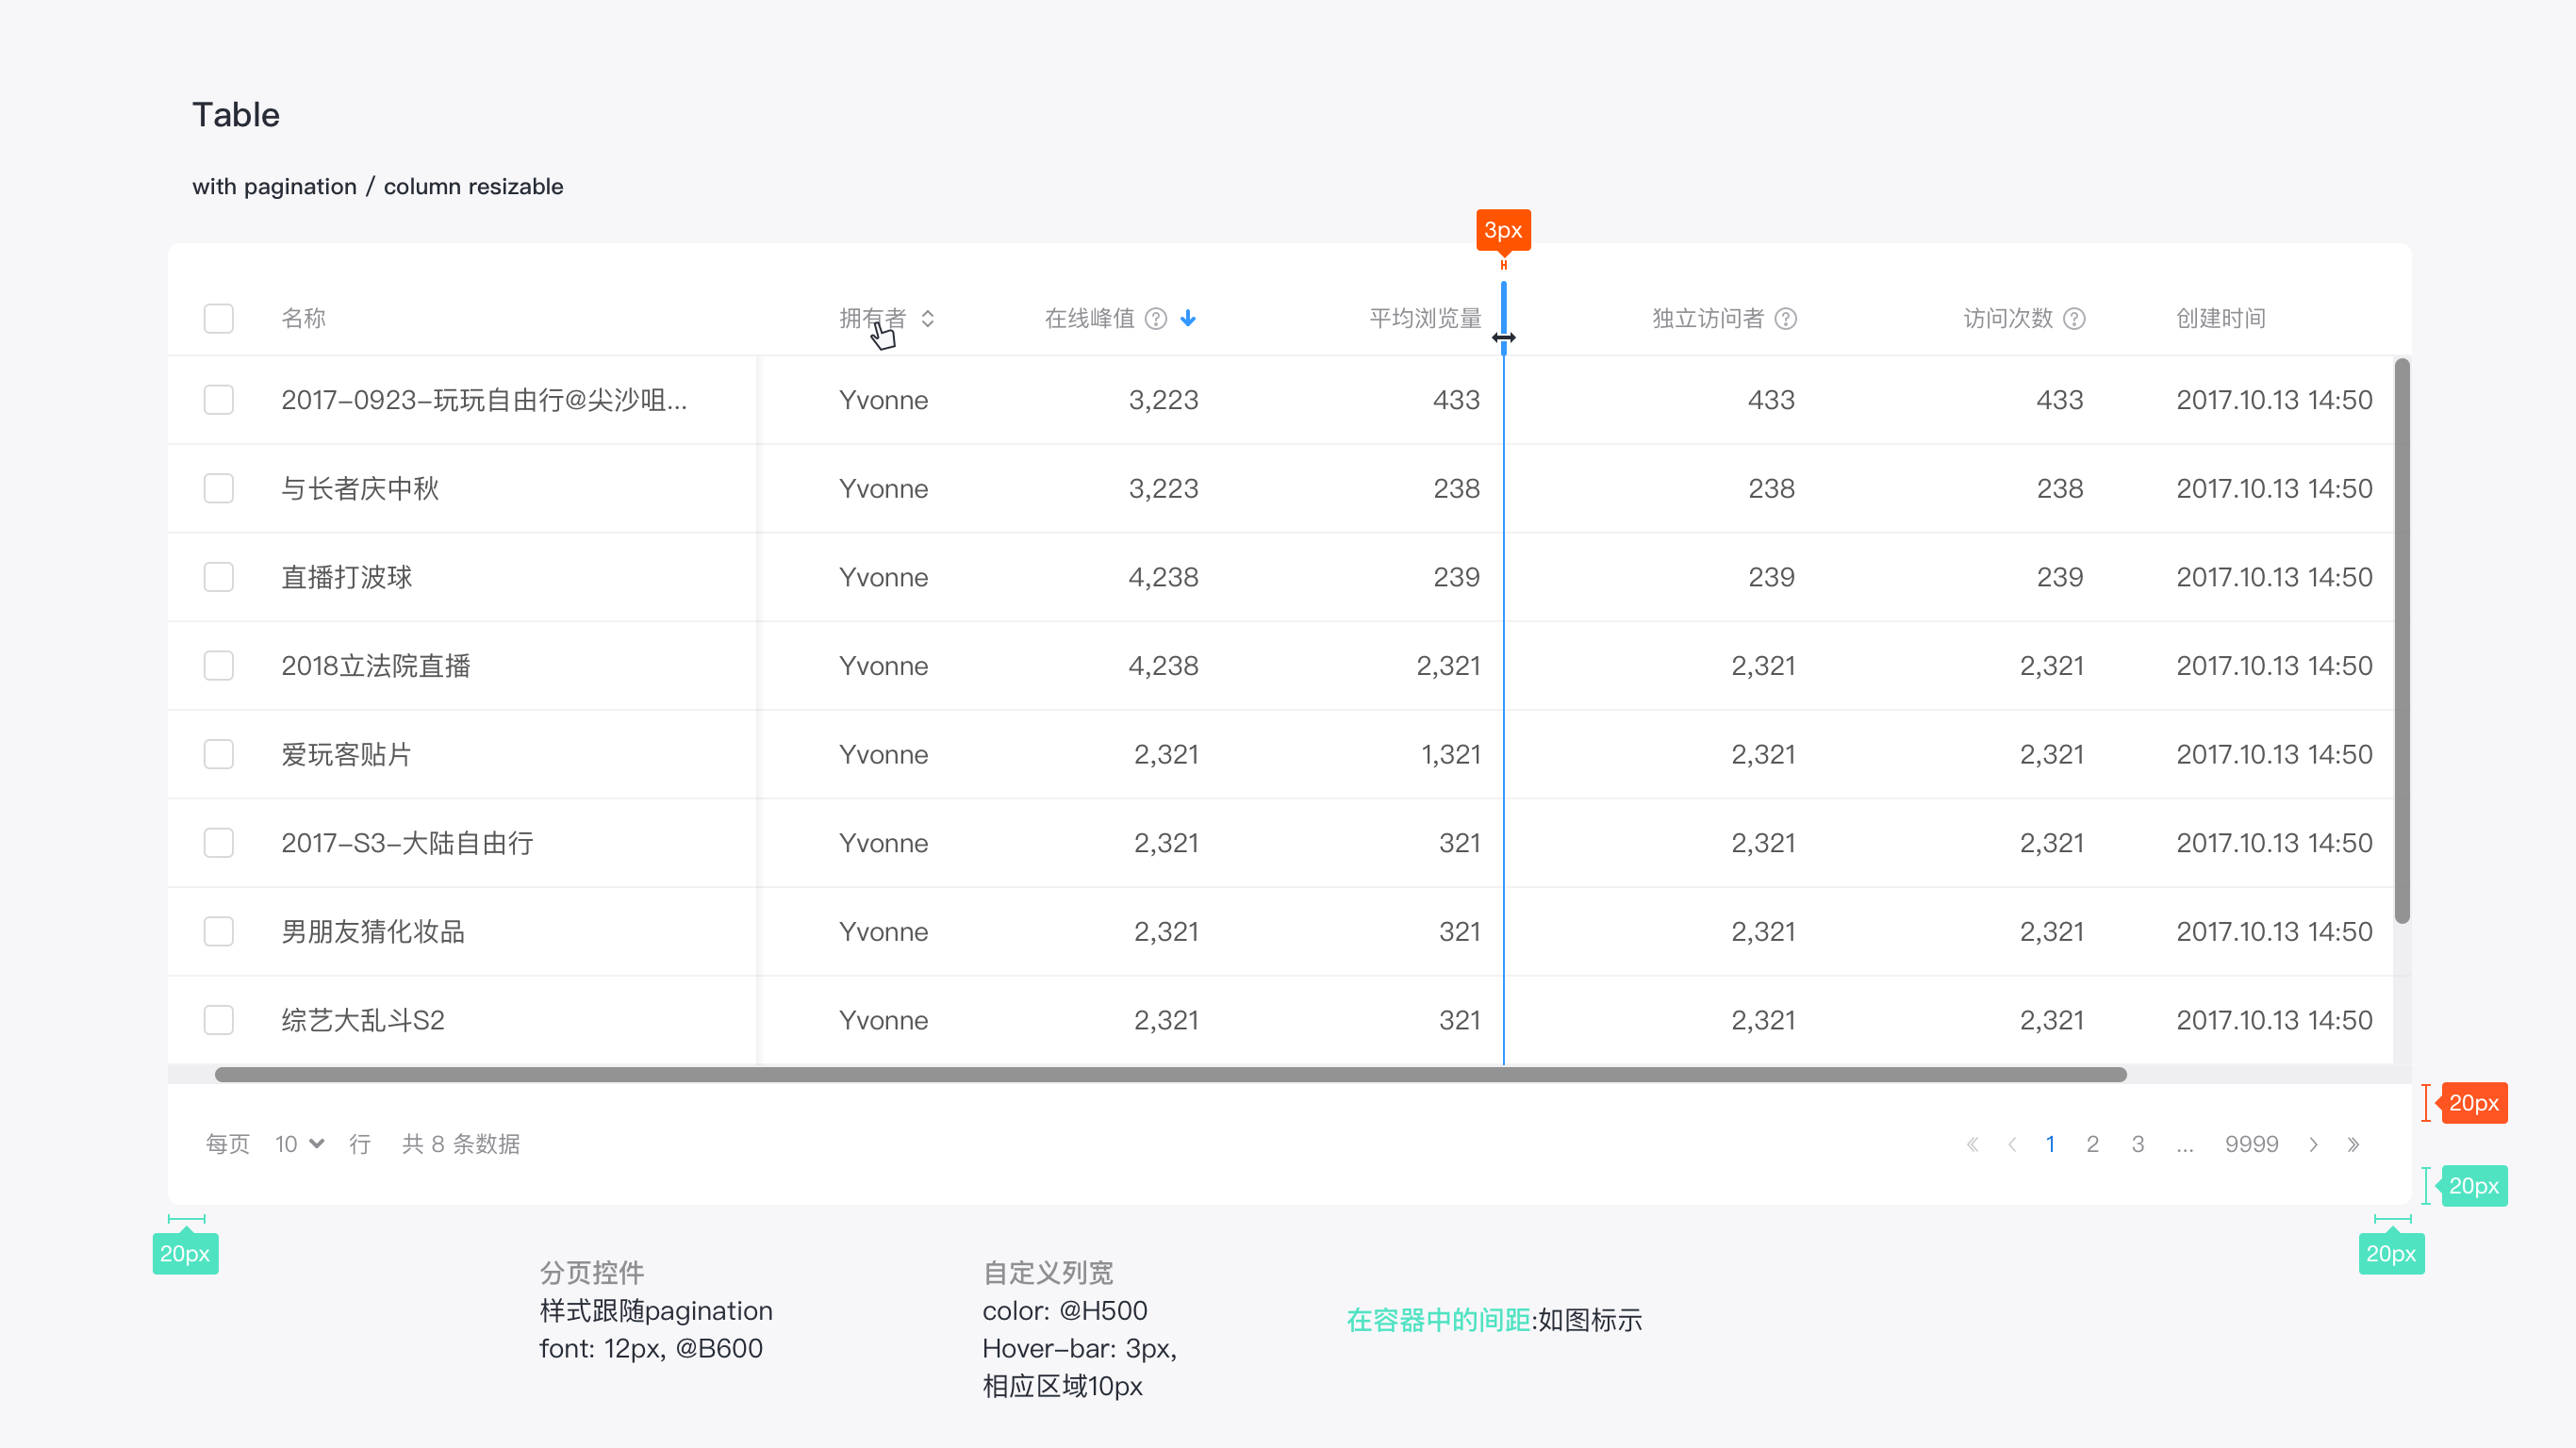 Table
with pagination / column resizable
3px
名称 拥有者 在线峰值 平均浏览量 独立访问者 访问次数 创建时间
2017-0923-玩玩自由行@尖沙咀... Yvonne 3,223 433 433 433 2017.10.13 14:50
与长者庆中秋 Yvonne 3,223 238 238 238 2017.10.13 14:50
直播打波球 Yvonne 4,238 239 239 239 2017.10.13 14:50
2018立法院直播 Yvonne 4,238 2,321 2,321 2,321 2017.10.13 14:50
爱玩客贴片 Yvonne 2,321 1,321 2,321 2,321 2017.10.13 14:50
2017-S3-大陆自由行 Yvonne 2,321 321 2,321 2,321 2017.10.13 14:50
男朋友猜化妆品 Yvonne 2,321 321 2,321 2,321 2017.10.13 14:50
综艺大乱斗S2 Yvonne 2,321 321 2,321 2,321 2017.10.13 14:50
20px
每页 10 行 共 8 条数据 « ‹ 1 2 3 ... 9999 › »
20px
20px
20px
分页控件
样式跟随pagination
font: 12px, @B600
自定义列宽
color: @H500
Hover-bar: 3px,
相应区域10px
在容器中的间距:如图标示